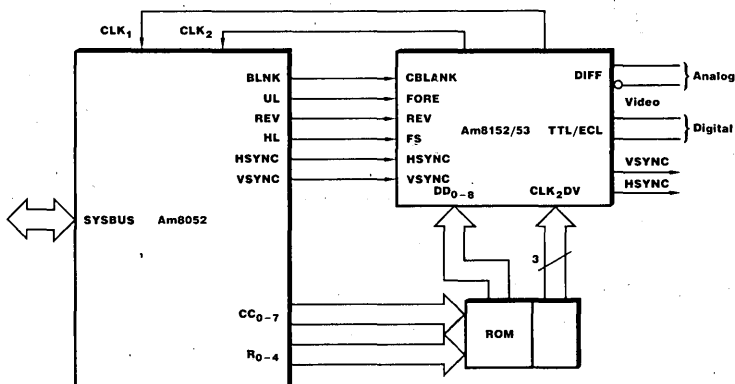 CLK₁ CLK₂
BLNK CBLANK DIFF Analog
UL FORE Video
REV REV Am8152/53 TTL/ECL Digital
HL FS
HSYNC HSYNC VSYNC
VSYNC VSYNC HSYNC
DD₀₋₈ CLK₂DV
SYSBUS Am8052
3
CC₀₋₇
ROM
R₀₋₄